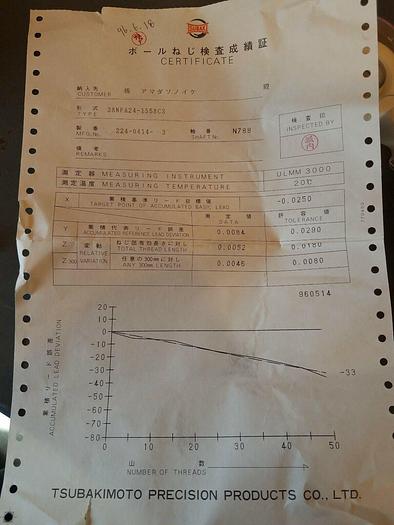 96.6.18
TSUBAKI
ボールねじ検査成績証
CERTIFICATE
納入先 CUSTOMER 株 アマダソノイケ 殿
形式 TYPE
製番 MFG.No. 224-0414- 3 軸番 SHAFT No. N788
備考 REMARKS
検査印 INSPECTED BY
測定器 MEASURING INSTRUMENT ULMM 3000
測定温度 MEASURING TEMPERATURE 20℃
X 累積基準リード目標値 TARGET POINT OF ACCUMULATED BASIC LEAD -0.0250
測定値 DATA 許容値 TOLERANCE
Y 累積代表リード誤差 ACCUMULATED REFERENCE LEAD DEVIATION 0.0084 0.0290
Z 変動 RELATIVE VARIATION ねじ部有効長さに対し TOTAL THREAD LENGTH 0.0052 0.0180
Z300 任意の300㎜に対し ANY 300㎜ LENGTH 0.0046 0.0080
960514
累積リード誤差
ACCUMULATED LEAD DEVIATION
20
10
0
-10
-20
-30
-40
-50
-60
-70
-80
-33
0 10 20 30 40 50
山数
NUMBER OF THREADS
TSUBAKIMOTO PRECISION PRODUCTS CO., LTD.